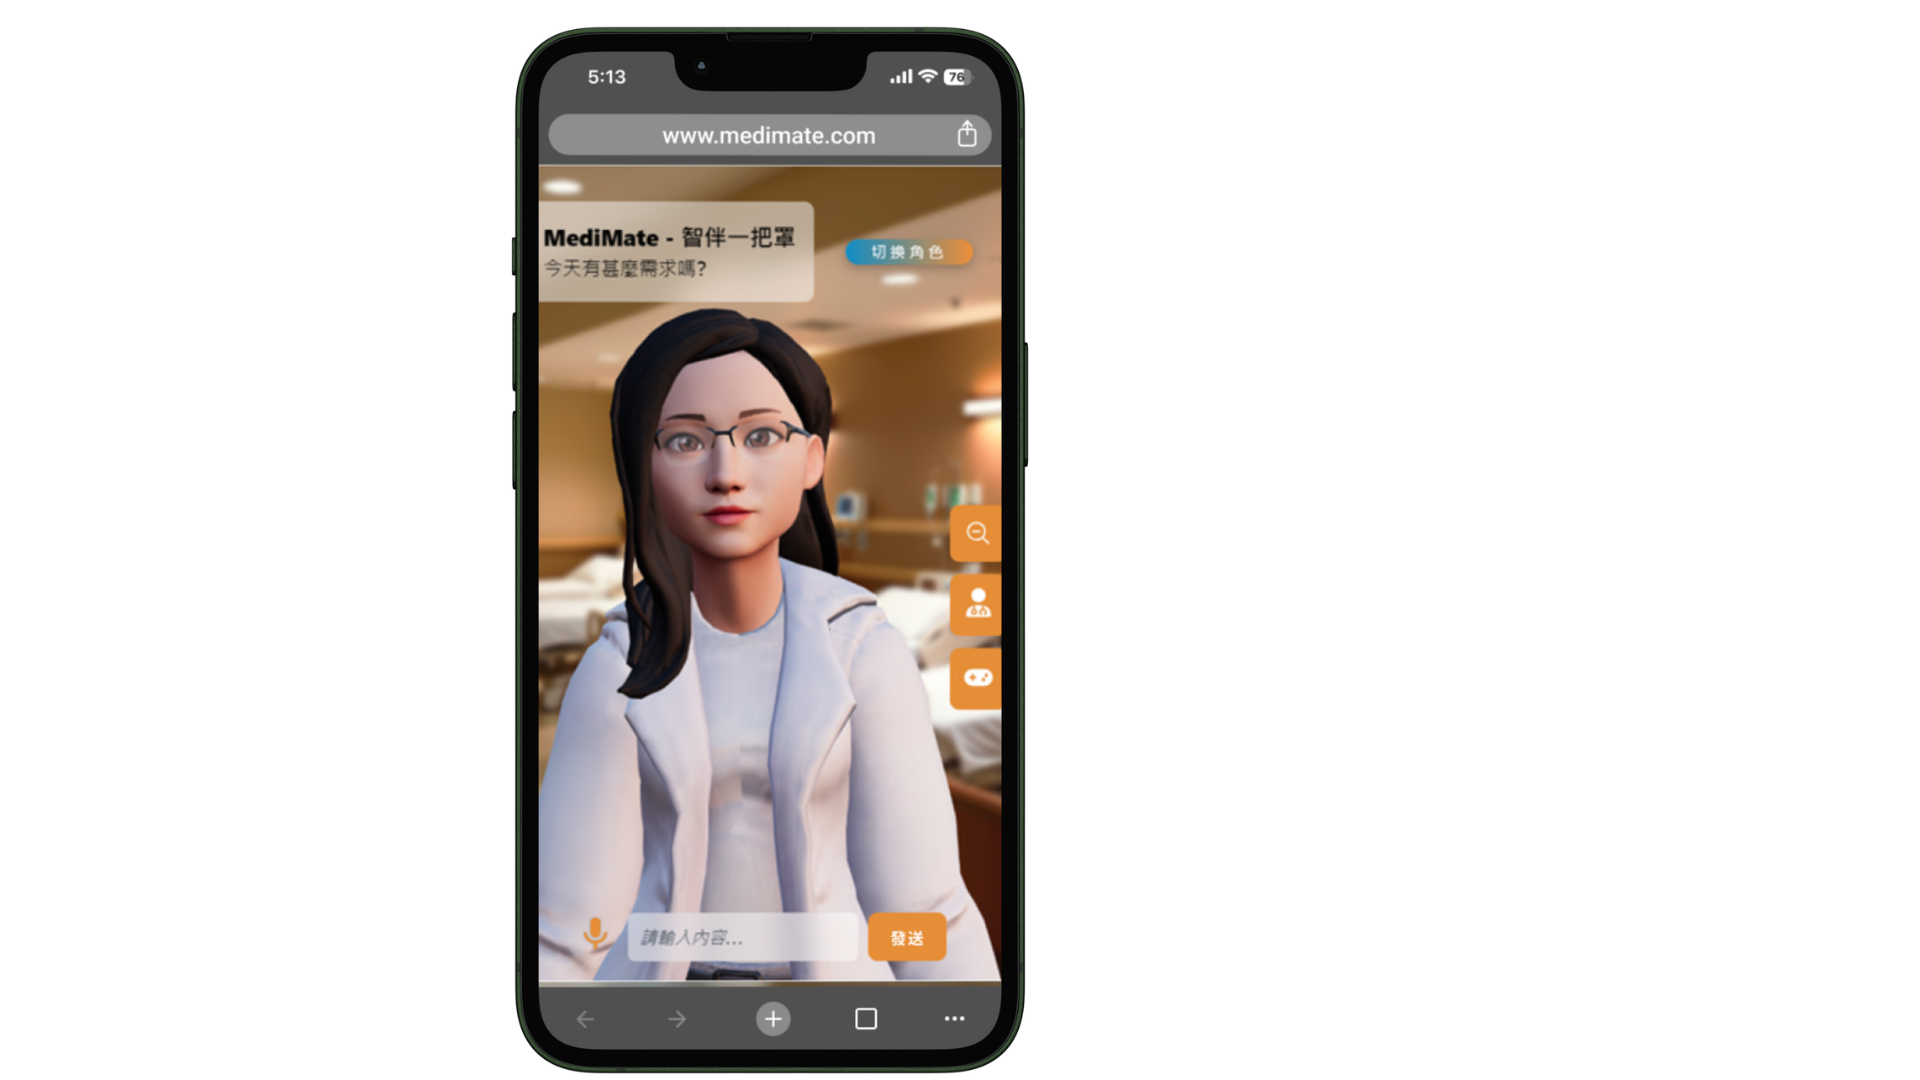 5:13
76
www.medimate.com
MediMate - 智伴一把罩
今天有甚麼需求嗎?
切換角色
請輸入內容...
發送